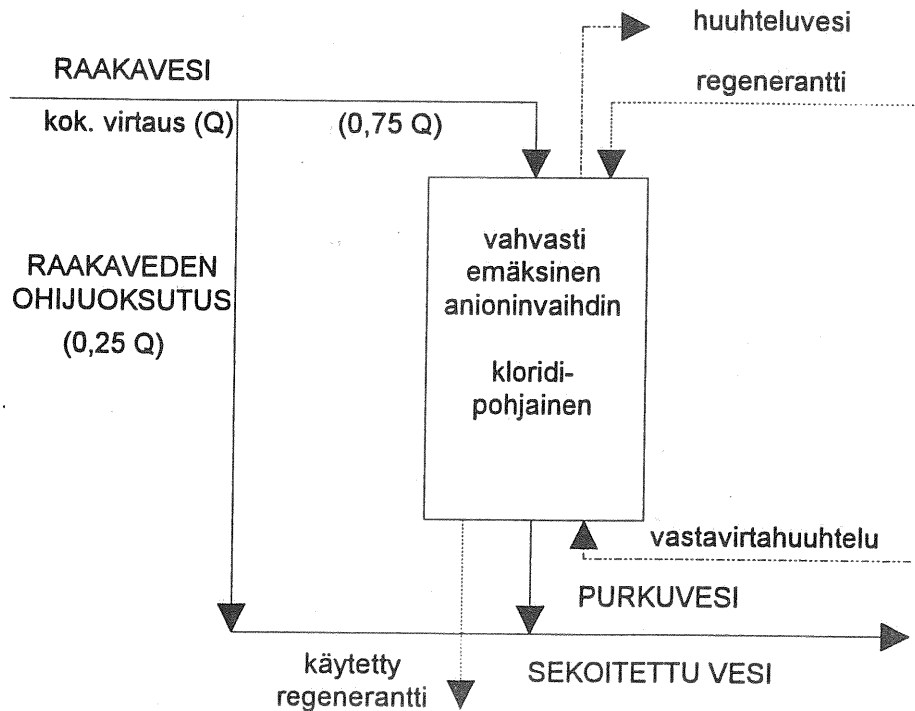 huuhteluvesi
RAAKAVESI
regenerantti
kok. virtaus (Q)
(0,75 Q)
RAAKAVEDEN
OHIJUOKSUTUS
(0,25 Q)
vahvasti
emäksinen
anioninvaihdin
kloridi-
pohjainen
vastavirtahuuhtelu
PURKUVESI
käytetty
regenerantti
SEKOITETTU VESI